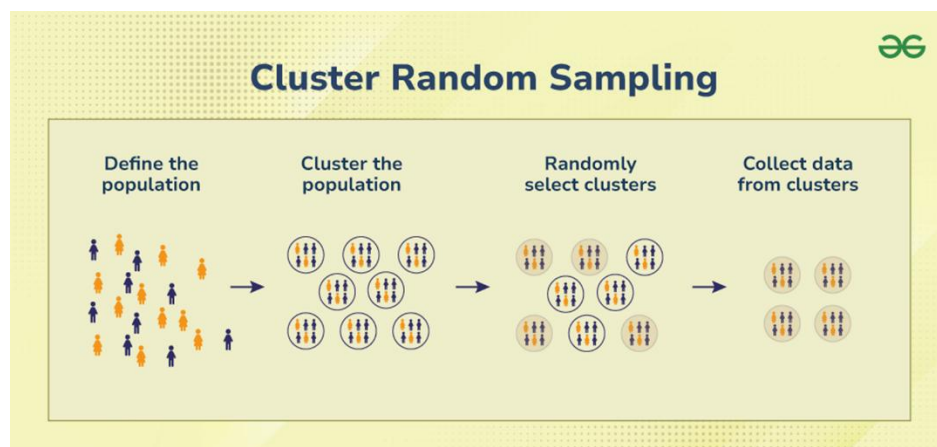 Cluster Random Sampling
Define the
population
Cluster the
population
Randomly
select clusters
Collect data
from clusters